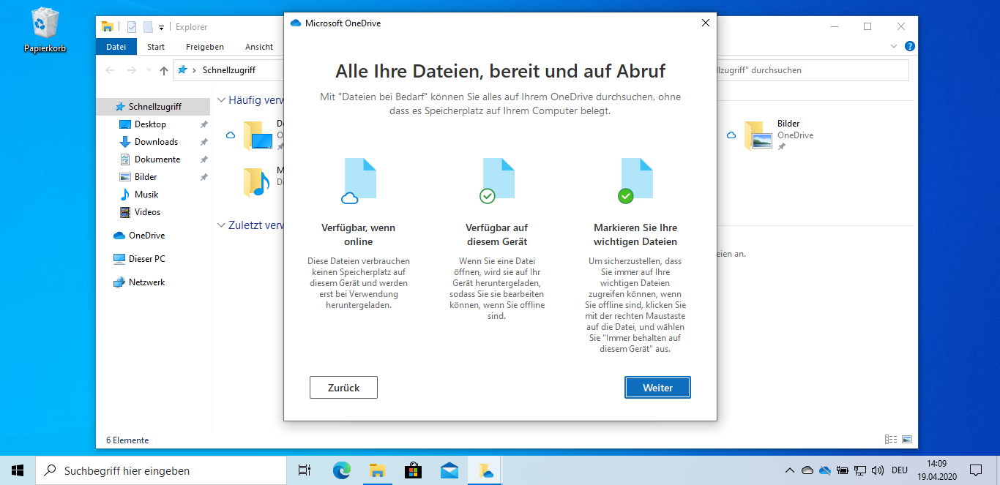 Papierkorb
Explorer
Datei Start Freigeben Ansicht
Schnellzugriff
llzugriff" durchsuchen
Schnellzugriff
Desktop
Downloads
Dokumente
Bilder
Musik
Videos
OneDrive
Dieser PC
Netzwerk
Häufig verw
Bilder
OneDrive
Zuletzt verw
eien an.
6 Elemente
Microsoft OneDrive
Alle Ihre Dateien, bereit und auf Abruf
Mit "Dateien bei Bedarf" können Sie alles auf Ihrem OneDrive durchsuchen, ohne
dass es Speicherplatz auf Ihrem Computer belegt.
Verfügbar, wenn
online
Diese Dateien verbrauchen
keinen Speicherplatz auf
diesem Gerät und werden
erst bei Verwendung
heruntergeladen.
Verfügbar auf
diesem Gerät
Wenn Sie eine Datei
öffnen, wird sie auf Ihr
Gerät heruntergeladen,
sodass Sie sie bearbeiten
können, wenn Sie offline
sind.
Markieren Sie Ihre
wichtigen Dateien
Um sicherzustellen, dass
Sie immer auf Ihre
wichtigen Dateien
zugreifen können, wenn
Sie offline sind, klicken Sie
mit der rechten Maustaste
auf die Datei, und wählen
Sie "Immer behalten auf
diesem Gerät" aus.
Zurück
Weiter
Suchbegriff hier eingeben
DEU
14:09
19.04.2020